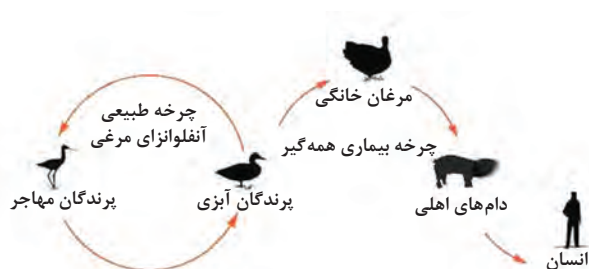 مرغان خانگی
چرخه طبیعی
آنفلوانزای مرغی
چرخه بیماری همه‌گیر
پرندگان مهاجر
پرندگان آبزی
دام‌های اهلی
انسان